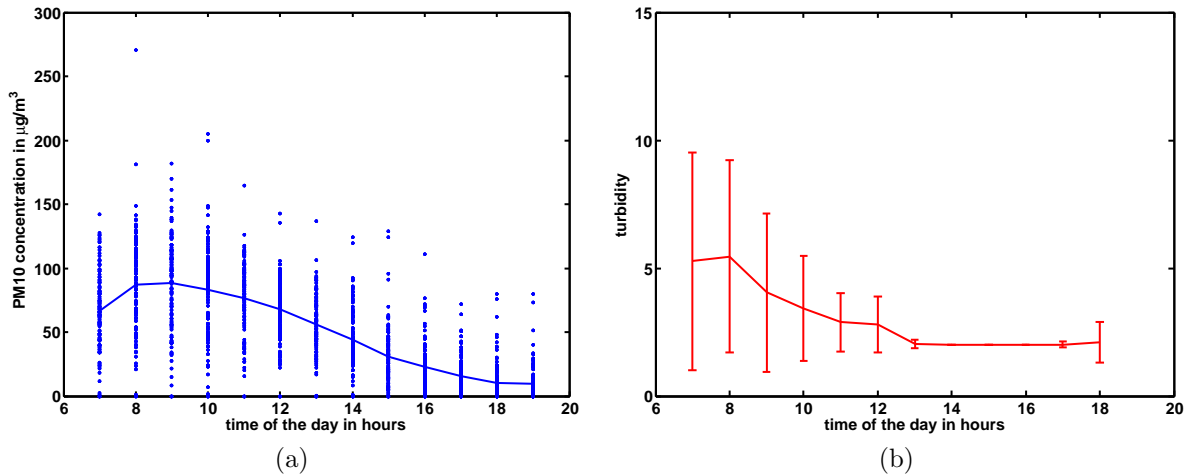 300
250
200
150
100
50
0
PM10 concentration in μg/m³
6 8 10 12 14 16 18 20
time of the day in hours
(a)
15
10
5
0
turbidity
6 8 10 12 14 16 18 20
time of the day in hours
(b)